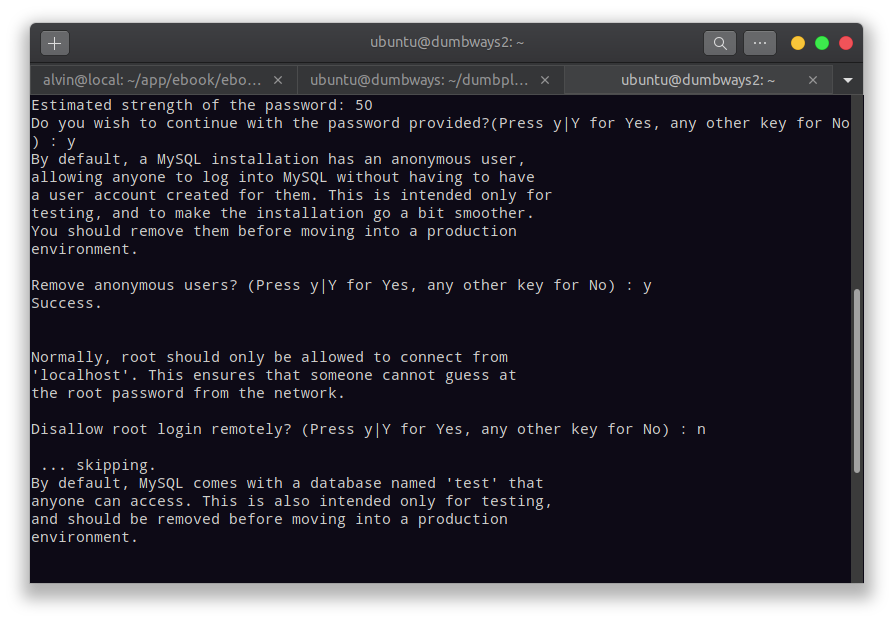 ubuntu@dumbways2: ~
alvin@local: ~/app/ebook/ebo...
ubuntu@dumbways: ~/dumbpl...
ubuntu@dumbways2: ~
Estimated strength of the password: 50
Do you wish to continue with the password provided?(Press y|Y for Yes, any other key for No
) : y
By default, a MySQL installation has an anonymous user,
allowing anyone to log into MySQL without having to have
a user account created for them. This is intended only for
testing, and to make the installation go a bit smoother.
You should remove them before moving into a production
environment.
Remove anonymous users? (Press y|Y for Yes, any other key for No) : y
Success.
Normally, root should only be allowed to connect from
'localhost'. This ensures that someone cannot guess at
the root password from the network.
Disallow root login remotely? (Press y|Y for Yes, any other key for No) : n
... skipping.
By default, MySQL comes with a database named 'test' that
anyone can access. This is also intended only for testing,
and should be removed before moving into a production
environment.